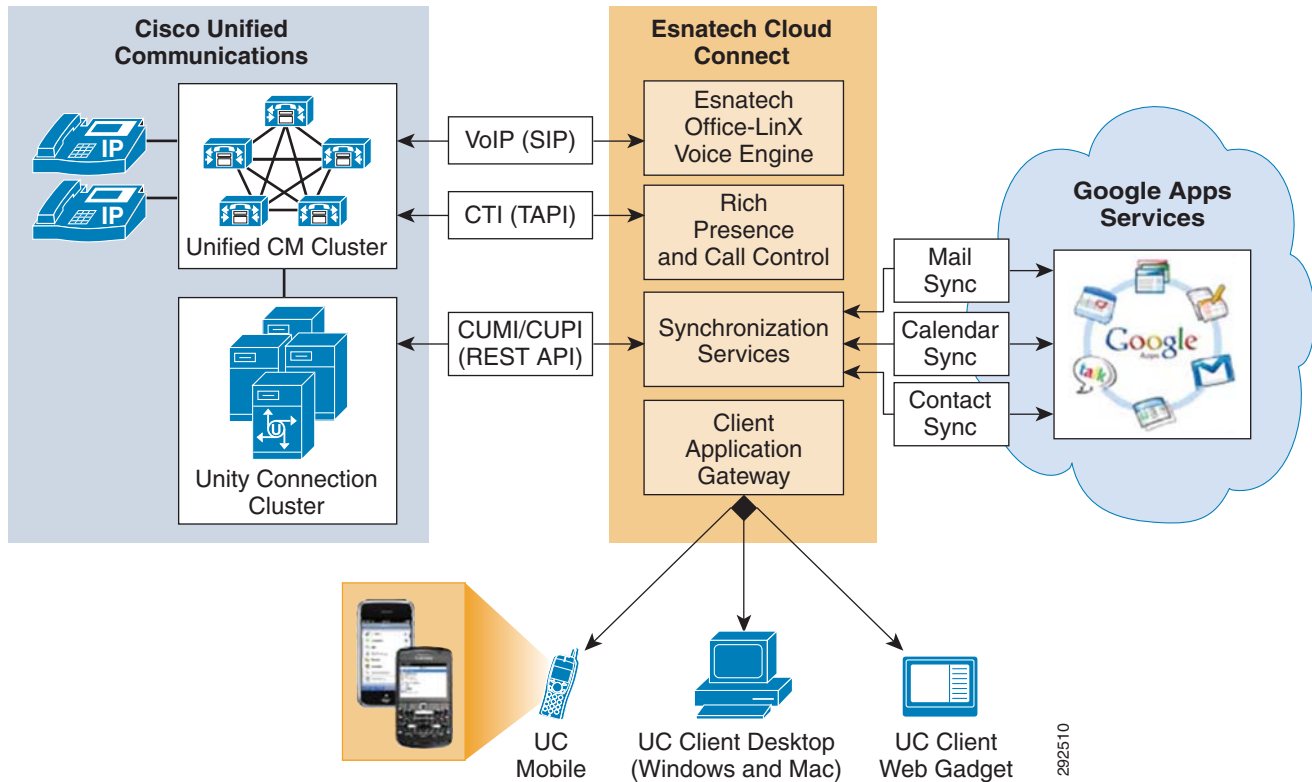 Cisco Unified
Communications
IP
IP
Unified CM Cluster
U
Unity Connection
Cluster
VoIP (SIP)
CTI (TAPI)
CUMI/CUPI
(REST API)
Esnatech Cloud
Connect
Esnatech
Office-LinX
Voice Engine
Rich
Presence
and Call Control
Synchronization
Services
Client
Application
Gateway
Mail
Sync
Calendar
Sync
Contact
Sync
Google Apps
Services
Google
Apps
talk
UC
Mobile
UC Client Desktop
(Windows and Mac)
UC Client
Web Gadget
292510